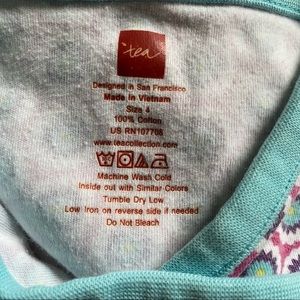 tea
Designed in San Francisco
Made in Vietnam
Size 4
100% Cotton
US RN107706
www.teacollection.com
Machine Wash Cold
Inside out with Similar Colors
Tumble Dry Low
Low Iron on reverse side if needed
Do Not Bleach